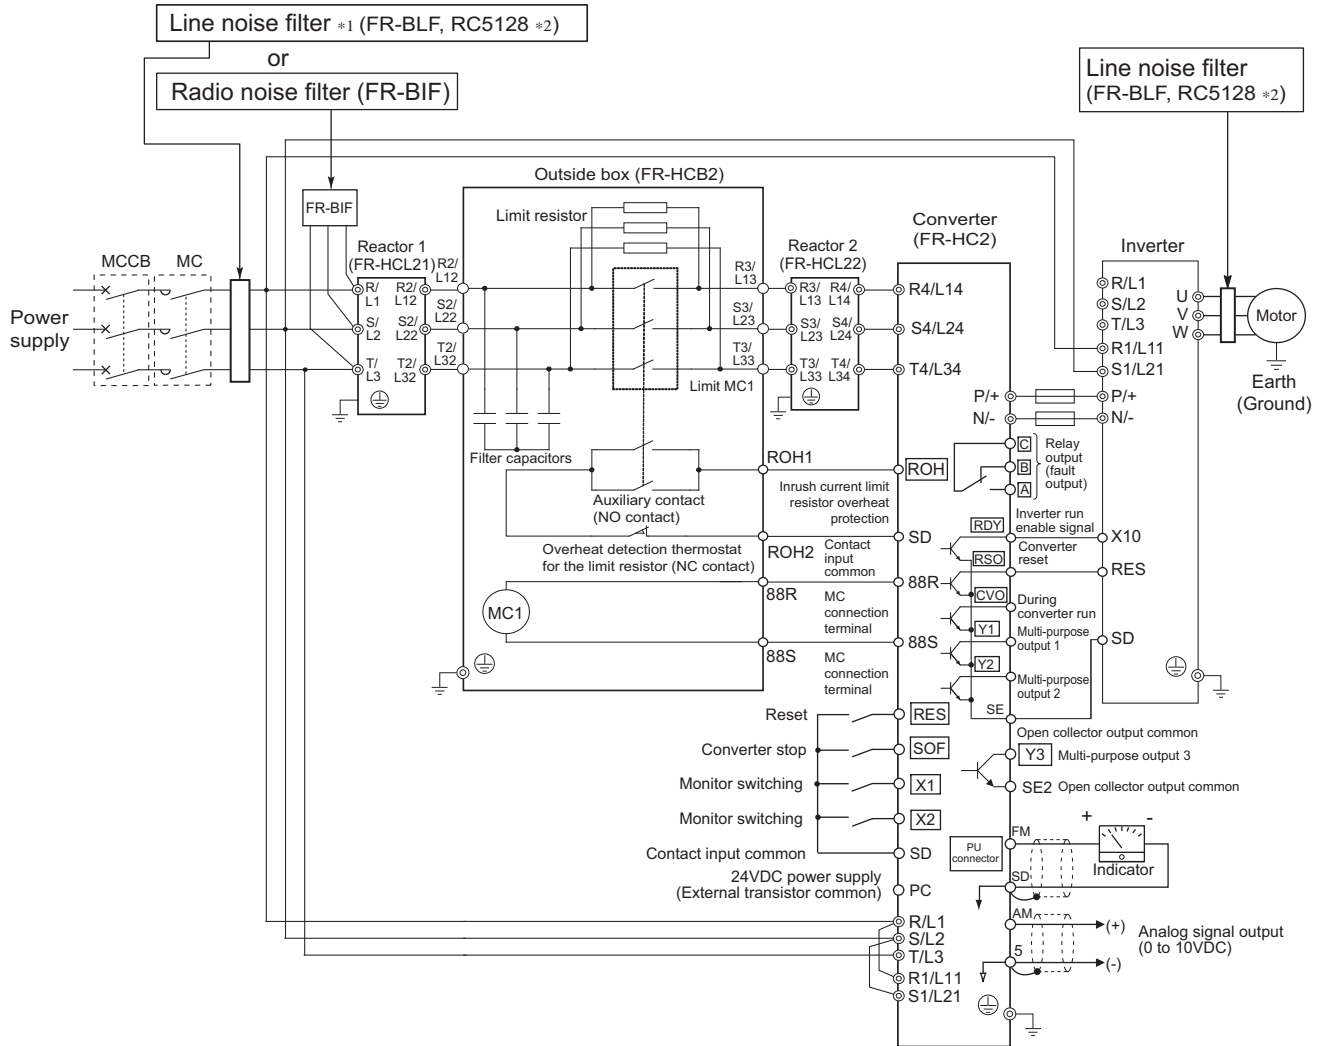 Line noise filter *1 (FR-BLF, RC5128 *2)
or
Radio noise filter (FR-BIF)
Line noise filter
(FR-BLF, RC5128 *2)
FR-BIF
Outside box (FR-HCB2)
Limit resistor
MCCB
MC
Power
supply
Reactor 1
(FR-HCL21)
R/
L1
R2/
L12
S/
L2
S2/
L22
T/
L3
T2/
L32
R2/
L12
S2/
L22
T2/
L32
R3/
L13
S3/
L23
T3/
L33
Limit MC1
Filter capacitors
Auxiliary contact
(NO contact)
Overheat detection thermostat
for the limit resistor (NC contact)
MC1
Reactor 2
(FR-HCL22)
R3/
L13
R4/
L14
S3/
L23
S4/
L24
T3/
L33
T4/
L34
ROH1
Inrush current limit
resistor overheat
protection
ROH2
Contact
input
common
88R
MC
connection
terminal
88S
MC
connection
terminal
Converter
(FR-HC2)
R4/L14
S4/L24
T4/L34
ROH
SD
88R
88S
Reset
RES
Converter stop
SOF
Monitor switching
X1
Monitor switching
X2
Contact input common
SD
24VDC power supply
(External transistor common)
PC
R/L1
S/L2
T/L3
R1/L11
S1/L21
P/+
N/-
C
B
A
Relay
output
(fault
output)
RDY
Inverter run
enable signal
RSO
Converter
reset
CVO
During
converter run
Y1
Multi-purpose
output 1
Y2
Multi-purpose
output 2
SE
Open collector output common
Y3
Multi-purpose output 3
SE2
Open collector output common
PU
connector
FM
+
-
Indicator
SD
AM
(+)
5
(-)
Analog signal output
(0 to 10VDC)
Inverter
R/L1
S/L2
T/L3
R1/L11
S1/L21
P/+
N/-
X10
RES
SD
U
V
W
Motor
Earth
(Ground)